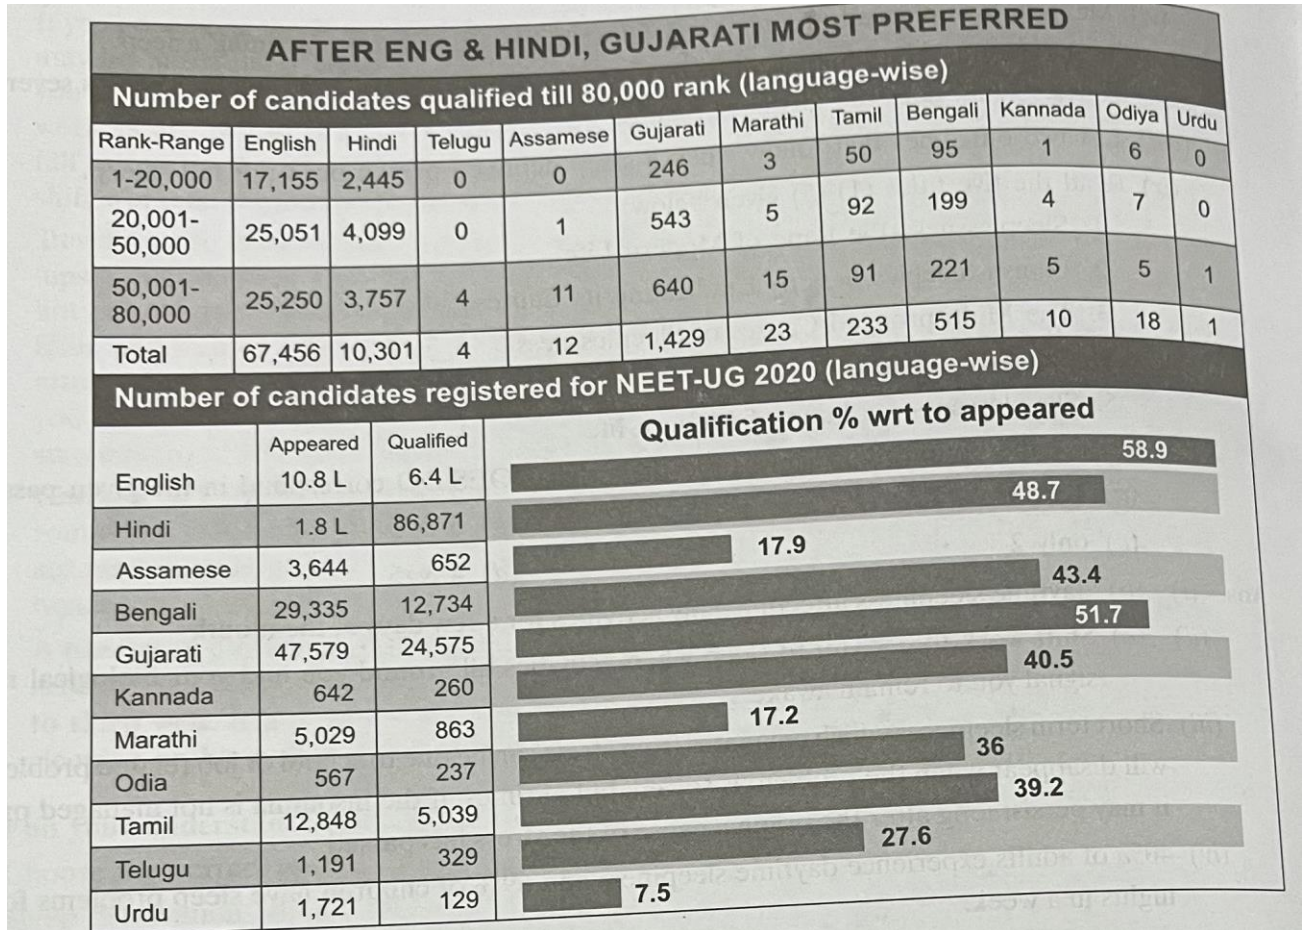 AFTER ENG & HINDI, GUJARATI MOST PREFERRED
Number of candidates qualified till 80,000 rank (language-wise)
Rank-Range English Hindi Telugu Assamese Gujarati Marathi Tamil Bengali Kannada Odiya Urdu
1-20,000 17,155 2,445 0 0 246 3 50 95 1 6 0
20,001-
50,000 25,051 4,099 0 1 543 5 92 199 4 7 0
50,001-
80,000 25,250 3,757 4 11 640 15 91 221 5 5 1
Total 67,456 10,301 4 12 1,429 23 233 515 10 18 1
Number of candidates registered for NEET-UG 2020 (language-wise)
Appeared Qualified Qualification % wrt to appeared
English 10.8 L 6.4 L 58.9
Hindi 1.8 L 86,871 48.7
Assamese 3,644 652 17.9
Bengali 29,335 12,734 43.4
Gujarati 47,579 24,575 51.7
Kannada 642 260 40.5
Marathi 5,029 863 17.2
Odia 567 237 36
Tamil 12,848 5,039 39.2
Telugu 1,191 329 27.6
Urdu 1,721 129 7.5